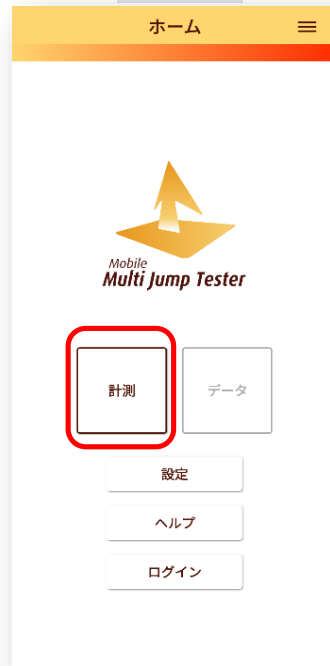 ホーム
Mobile
Multi Jump Tester
計測
データ
設定
ヘルプ
ログイン